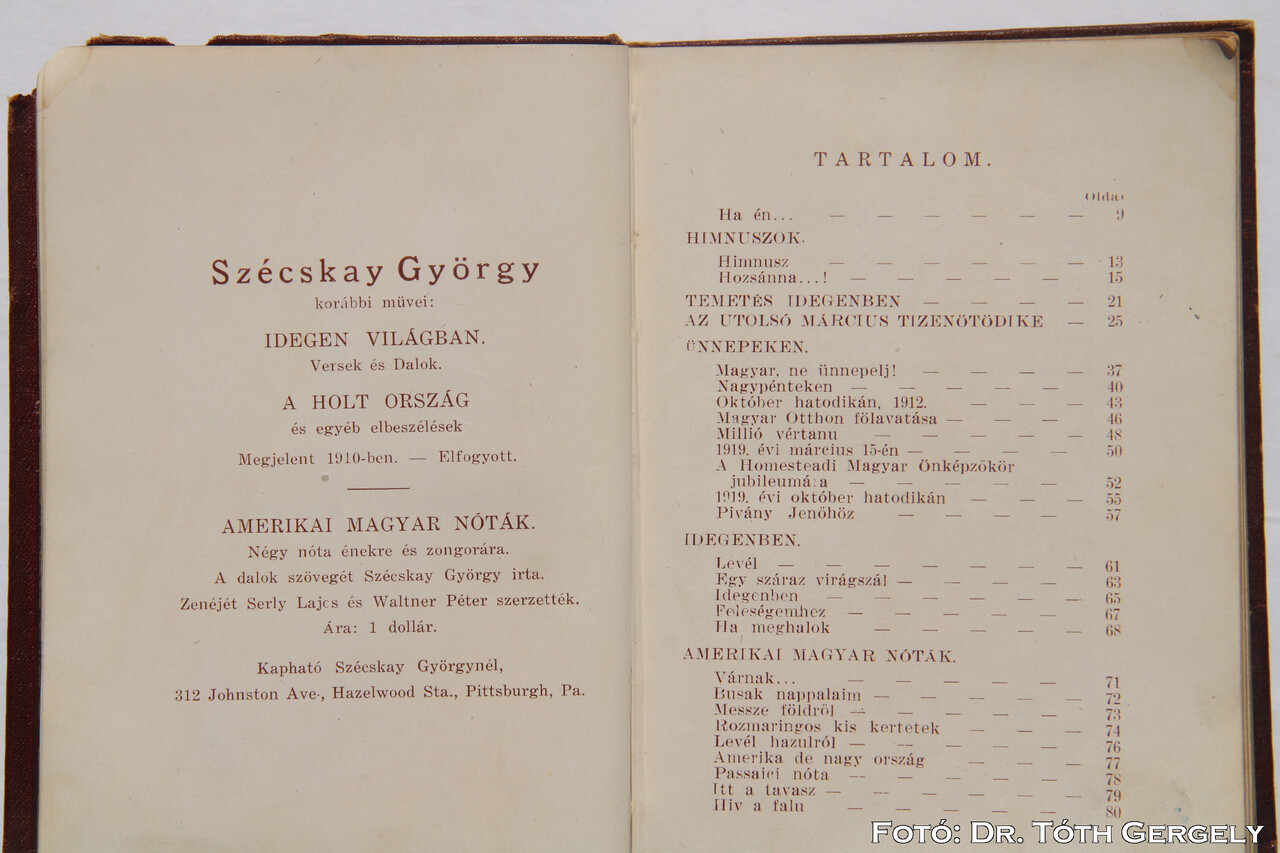 Szécskay György
korábbi müvei:
IDEGEN VILÁGBAN.
Versek és Dalok.
A HOLT ORSZÁG
és egyéb elbeszélések
Megjelent 1910-ben. — Elfogyott.
AMERIKAI MAGYAR NÓTÁK.
Négy nóta énekre és zongorára.
A dalok szövegét Szécskay György irta.
Zenéjét Serly Lajos és Waltner Péter szerzették.
Ára: 1 dollár.
Kapható Szécskay Györgynél,
312 Johnston Ave., Hazelwood Sta., Pittsburgh, Pa.
TARTALOM.
Oldal
Ha én... — — — — — — 9
HIMNUSZOK.
Himnusz — — — — — — 13
Hozsánna...! — — — — — 15
TEMETÉS IDEGENBEN — — — — 21
AZ UTOLSÓ MÁRCIUS TIZENÖTÖDIKE — 25
ÜNNEPEKEN.
Magyar, ne ünnepelj! — — — — 37
Nagypénteken — — — — — 40
Október hatodikán, 1912. — — — 43
Magyar Otthon fölavatása — — — 46
Millió vértanu — — — — — 48
1919. évi március 15-én — — — — 50
A Homesteadi Magyar Önképzőkör
jubileumára — — — — — 52
1919. évi október hatodikán — — — 55
Pivány Jenőhöz — — — — 57
IDEGENBEN.
Levél — — — — — — — 61
Egy száraz virágszál — — — — 63
Idegenben — — — — — — 65
Feleségemhez — — — — — 67
Ha meghalok — — — — — 68
AMERIKAI MAGYAR NÓTÁK.
Várnak... — — — — — 71
Busak nappalaim — — — — — 72
Messze földről — — — — — 73
Rozmaringos kis kertetek — — — 74
Levél hazulról — — — — — 76
Amerika de nagy ország — — — 77
Passaici nóta — — — — — 78
Itt a tavasz — — — — — — 79
Hiv a falu — — — — — 80
Fotó: Dr. Tóth Gergely